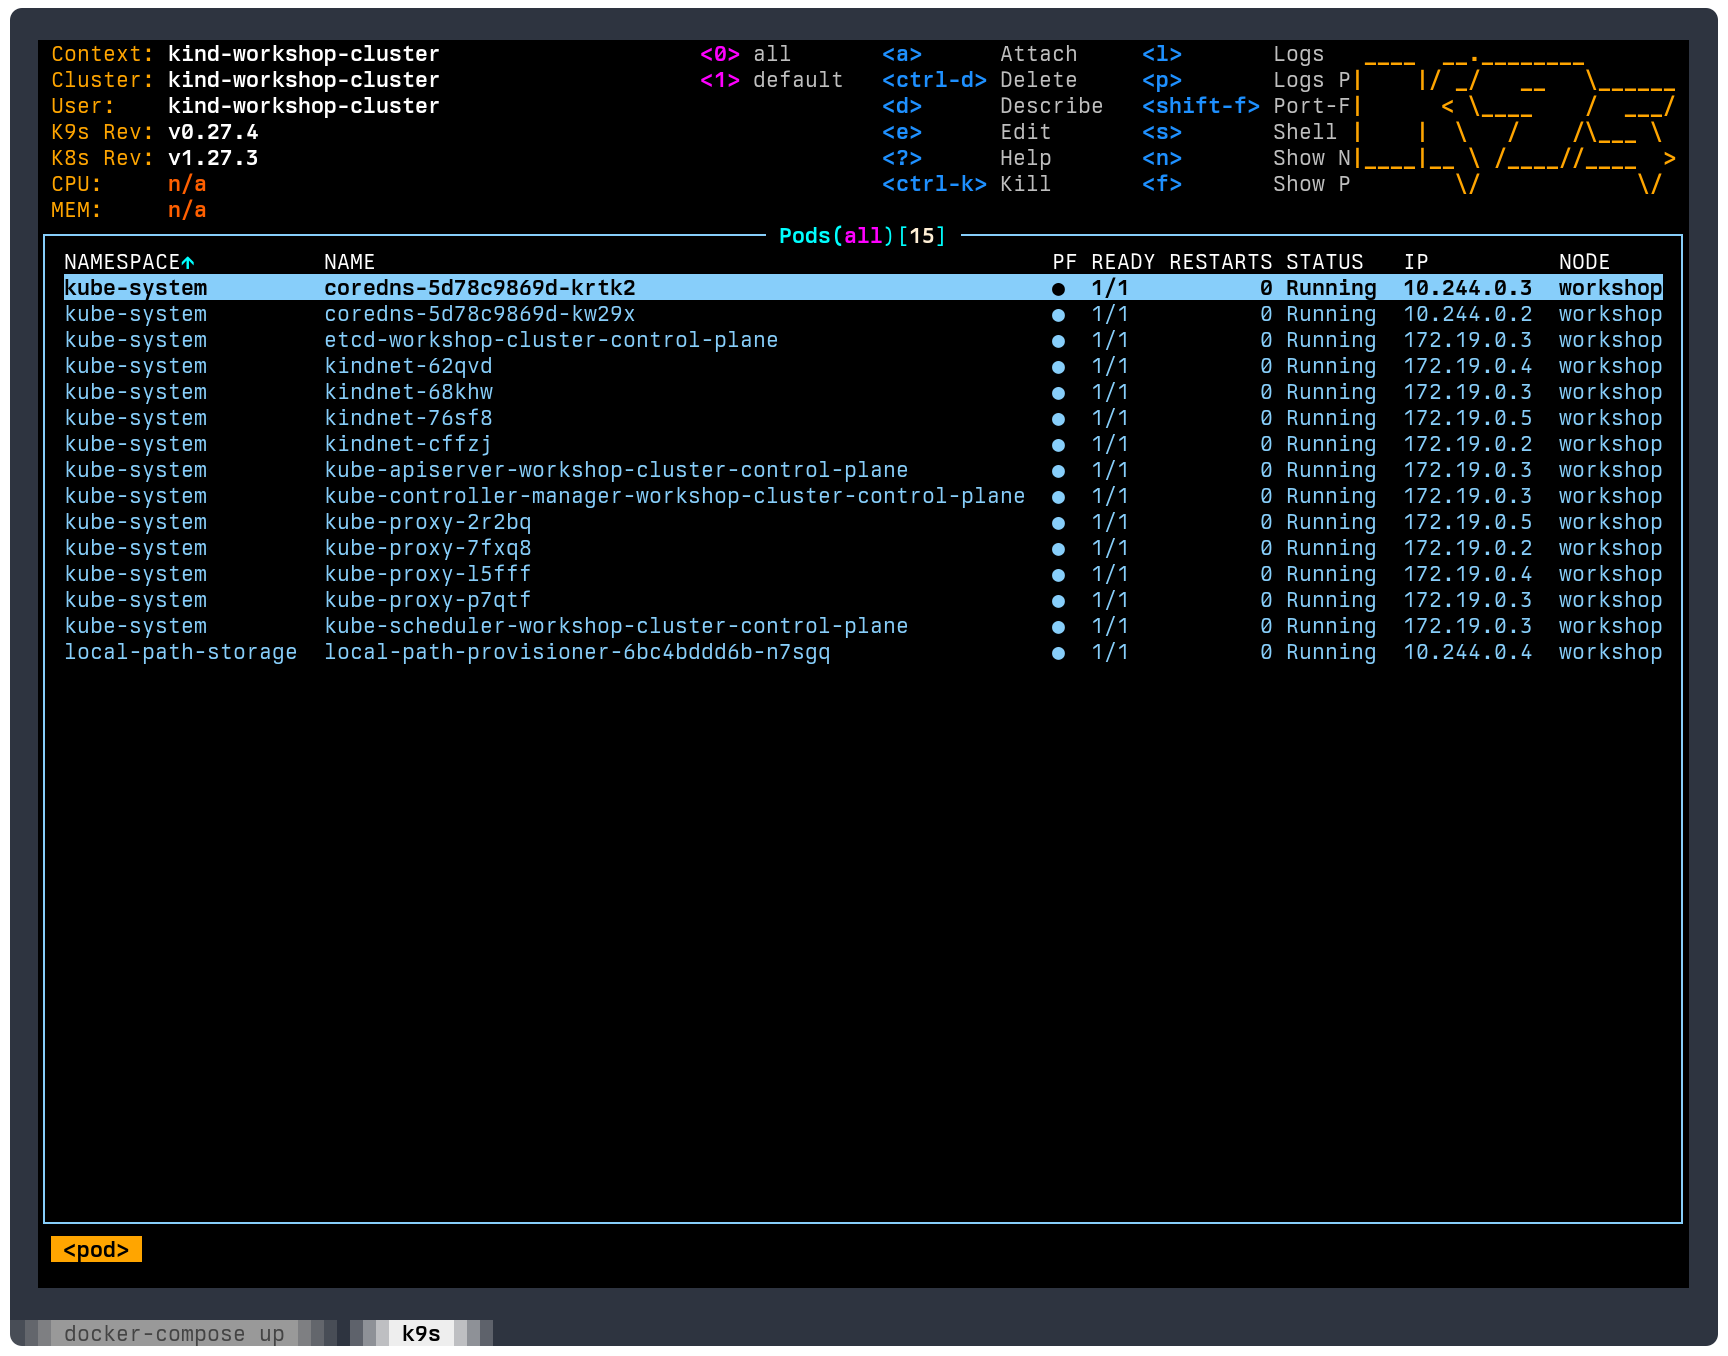 Context: kind-workshop-cluster <0> all <a> Attach <l> Logs
Cluster: kind-workshop-cluster <1> default <ctrl-d> Delete <p> Logs P
User: kind-workshop-cluster <d> Describe <shift-f> Port-F
K9s Rev: v0.27.4 <e> Edit <s> Shell
K8s Rev: v1.27.3 <?> Help <n> Show N
CPU: n/a <ctrl-k> Kill <f> Show P
MEM: n/a
Pods(all)[15]
NAMESPACE↑ NAME PF READY RESTARTS STATUS IP NODE
kube-system coredns-5d78c9869d-krtk2 ● 1/1 0 Running 10.244.0.3 workshop
kube-system coredns-5d78c9869d-kw29x ● 1/1 0 Running 10.244.0.2 workshop
kube-system etcd-workshop-cluster-control-plane ● 1/1 0 Running 172.19.0.3 workshop
kube-system kindnet-62qvd ● 1/1 0 Running 172.19.0.4 workshop
kube-system kindnet-68khw ● 1/1 0 Running 172.19.0.3 workshop
kube-system kindnet-76sf8 ● 1/1 0 Running 172.19.0.5 workshop
kube-system kindnet-cffzj ● 1/1 0 Running 172.19.0.2 workshop
kube-system kube-apiserver-workshop-cluster-control-plane ● 1/1 0 Running 172.19.0.3 workshop
kube-system kube-controller-manager-workshop-cluster-control-plane ● 1/1 0 Running 172.19.0.3 workshop
kube-system kube-proxy-2r2bq ● 1/1 0 Running 172.19.0.5 workshop
kube-system kube-proxy-7fxq8 ● 1/1 0 Running 172.19.0.2 workshop
kube-system kube-proxy-l5fff ● 1/1 0 Running 172.19.0.4 workshop
kube-system kube-proxy-p7qtf ● 1/1 0 Running 172.19.0.3 workshop
kube-system kube-scheduler-workshop-cluster-control-plane ● 1/1 0 Running 172.19.0.3 workshop
local-path-storage local-path-provisioner-6bc4bddd6b-n7sgq ● 1/1 0 Running 10.244.0.4 workshop
<pod>
docker-compose up k9s